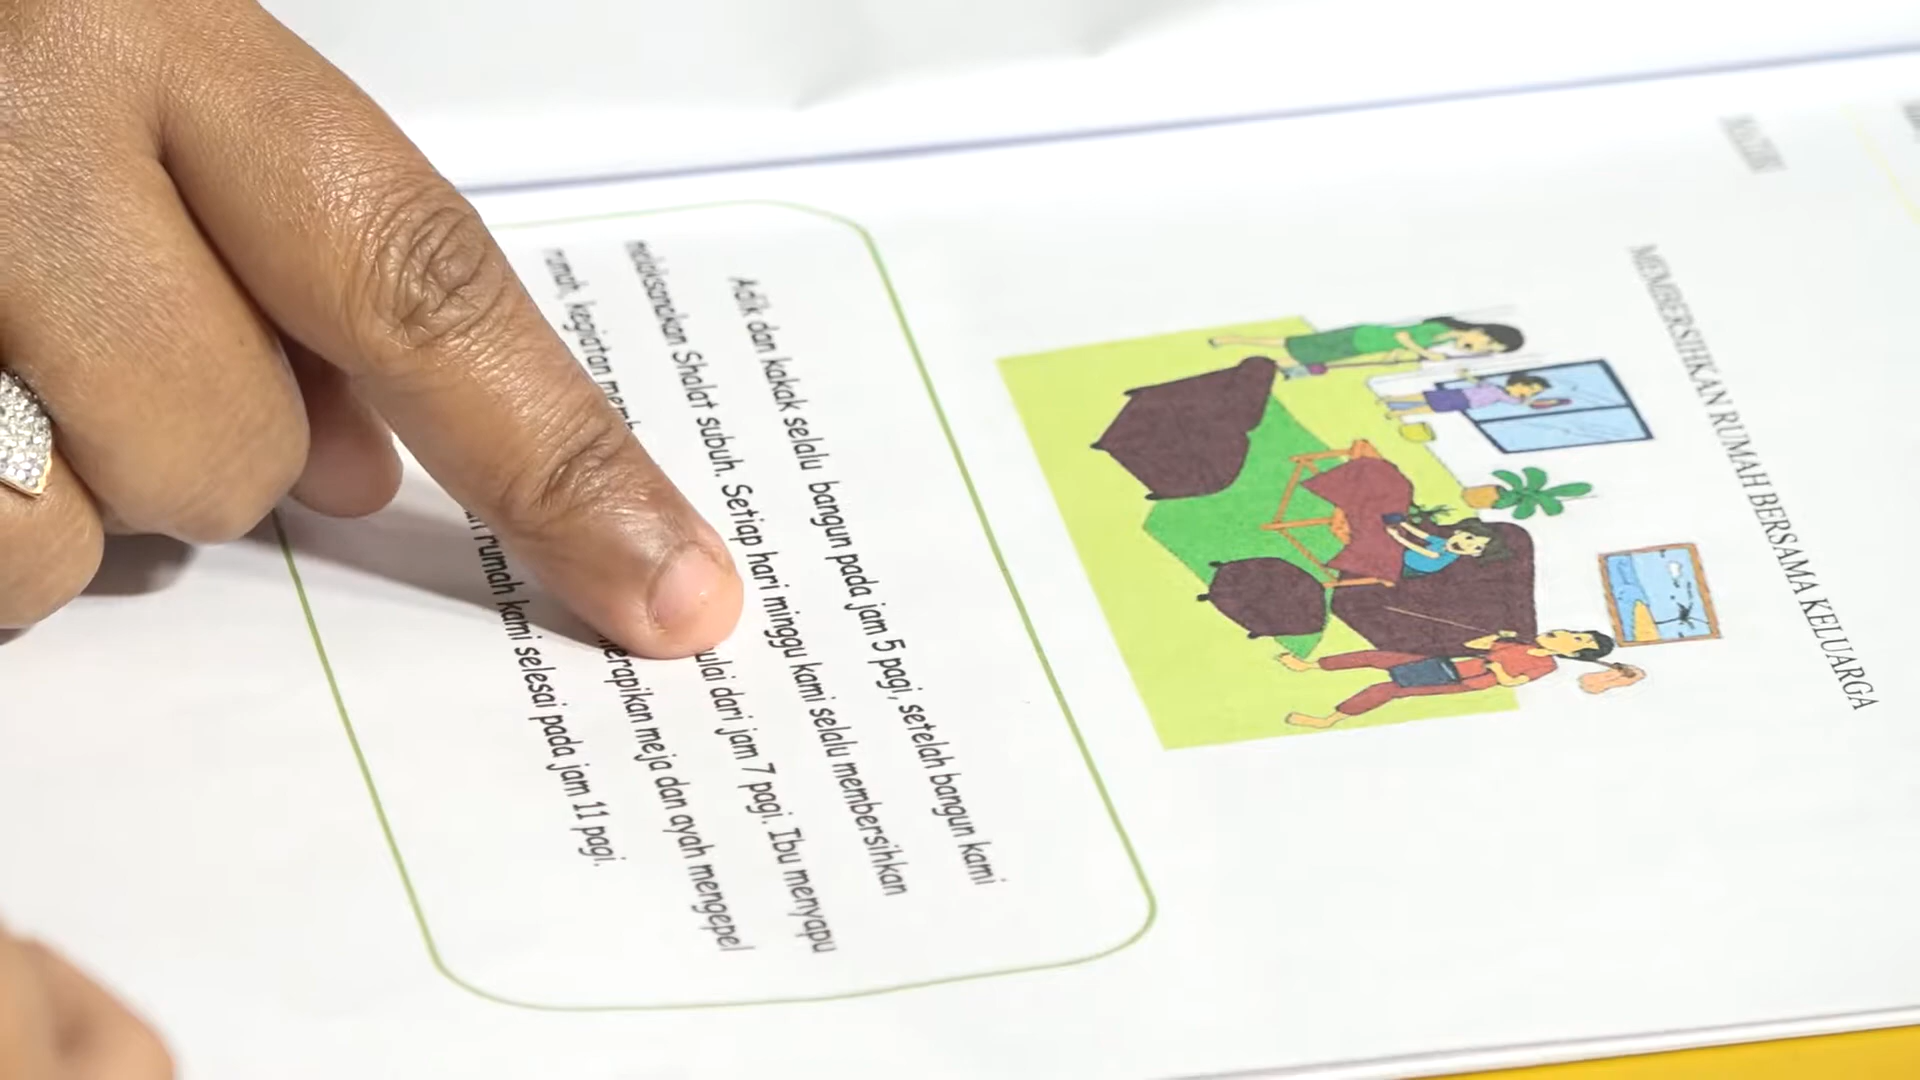 MATERI
MEMBERSIHKAN RUMAH BERSAMA KELUARGA
Adik dan kakak selalu bangun pada jam 5 pagi, setelah bangun kami
melaksanakan Shalat subuh. Setiap hari minggu kami selalu membersihkan
rumah, kegiatan dari jam 7 pagi. Ibu menyapu
merapikan meja dan ayah mengepel
rumah kami selesai pada jam 11 pagi.